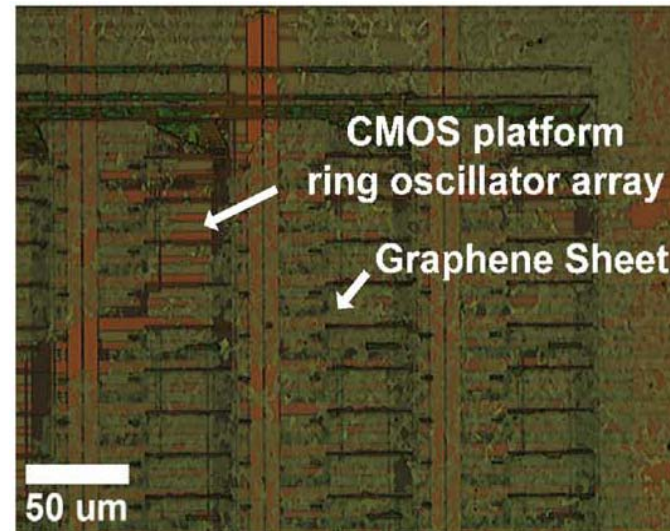 CMOS platform
ring oscillator array
Graphene Sheet
50 um